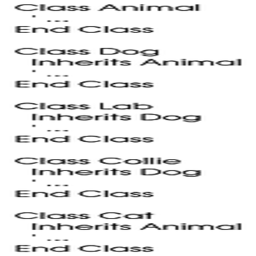 Class Animal
' ...
End Class
Class Dog
Inherits Animal
' ...
End Class
Class Lab
Inherits Dog
' ...
End Class
Class Collie
Inherits Dog
' ...
End Class
Class Cat
Inherits Animal
' ...
End Class